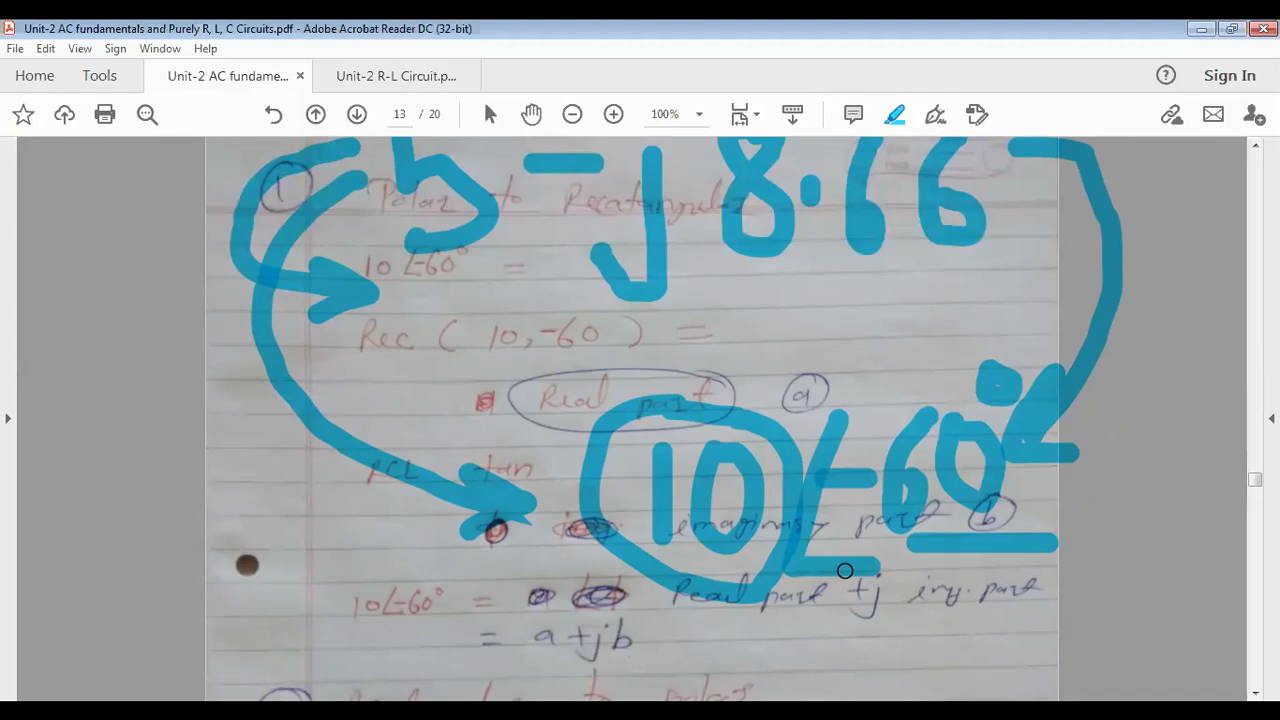 Unit-2 AC fundamentals and Purely R, L, C Circuits.pdf - Adobe Acrobat Reader DC (32-bit)
File Edit View Sign Window Help
Home Tools Unit-2 AC fundame... × Unit-2 R-L Circuit.p... Sign In
13 / 20 100%
5 - j 8.66
1 Polar to Recatangular
10∠-60° =
Rec ( 10, -60 ) =
Real part a
10∠-60°
RCL tan
imaginary part b
10∠-60° = Real part +j img. part
= a+jb